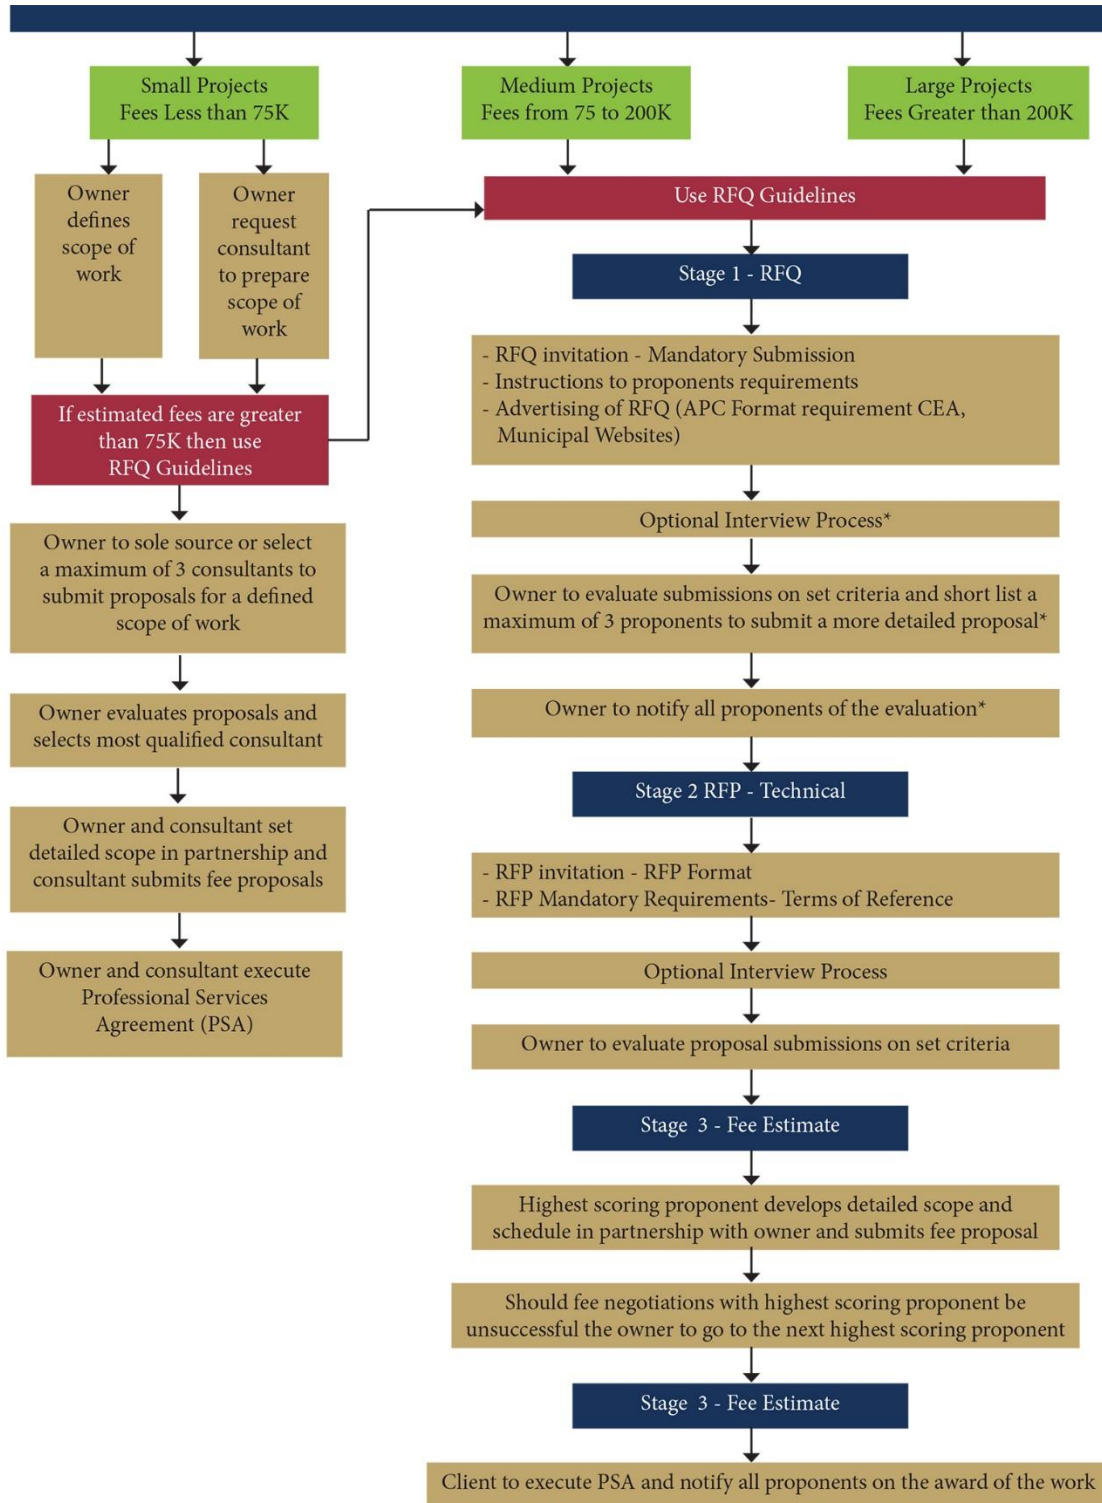 Small Projects
Fees Less than 75K
Medium Projects
Fees from 75 to 200K
Large Projects
Fees Greater than 200K
Owner
defines
scope of
work
Owner
request
consultant
to prepare
scope of
work
If estimated fees are greater
than 75K then use
RFQ Guidelines
Owner to sole source or select
a maximum of 3 consultants to
submit proposals for a defined
scope of work
Owner evaluates proposals and
selects most qualified consultant
Owner and consultant set
detailed scope in partnership and
consultant submits fee proposals
Owner and consultant execute
Professional Services
Agreement (PSA)
Use RFQ Guidelines
Stage 1 - RFQ
- RFQ invitation - Mandatory Submission
- Instructions to proponents requirements
- Advertising of RFQ (APC Format requirement CEA,
Municipal Websites)
Optional Interview Process*
Owner to evaluate submissions on set criteria and short list a
maximum of 3 proponents to submit a more detailed proposal*
Owner to notify all proponents of the evaluation*
Stage 2 RFP - Technical
- RFP invitation - RFP Format
- RFP Mandatory Requirements- Terms of Reference
Optional Interview Process
Owner to evaluate proposal submissions on set criteria
Stage 3 - Fee Estimate
Highest scoring proponent develops detailed scope and
schedule in partnership with owner and submits fee proposal
Should fee negotiations with highest scoring proponent be
unsuccessful the owner to go to the next highest scoring proponent
Stage 3 - Fee Estimate
Client to execute PSA and notify all proponents on the award of the work